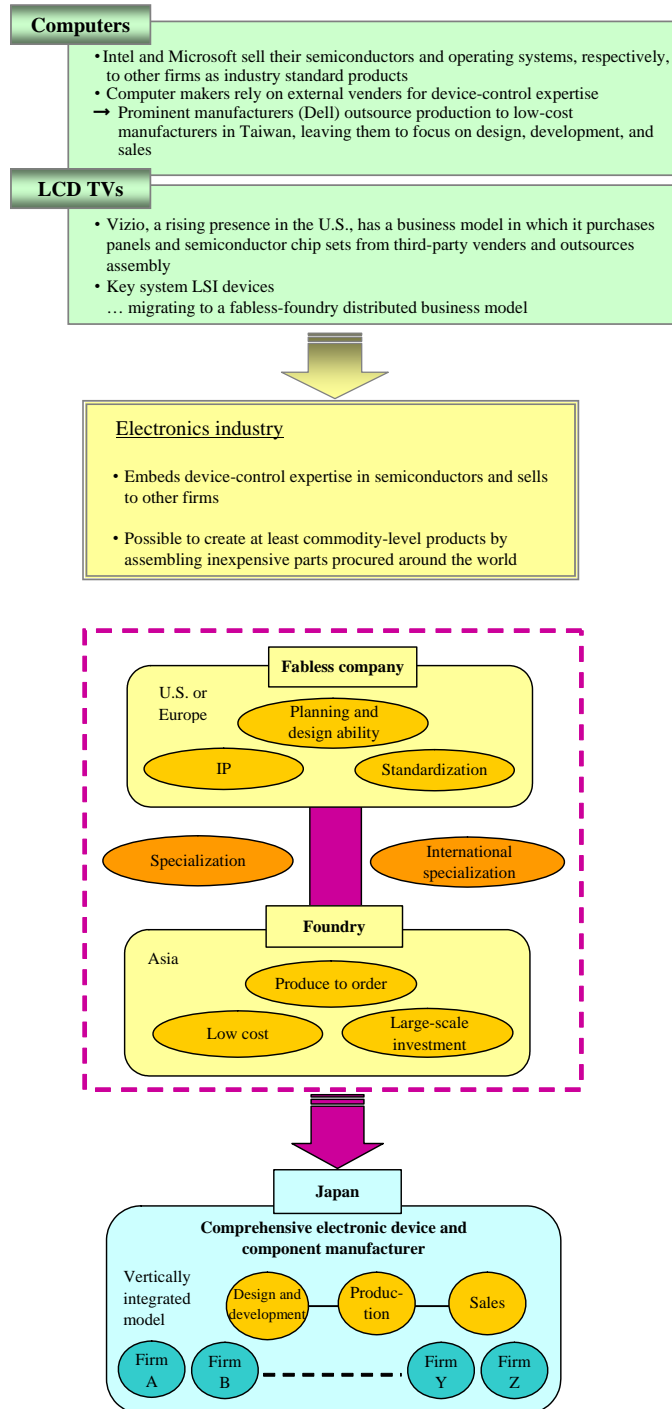 Computers
• Intel and Microsoft sell their semiconductors and operating systems, respectively,
to other firms as industry standard products
• Computer makers rely on external venders for device-control expertise
→ Prominent manufacturers (Dell) outsource production to low-cost
manufacturers in Taiwan, leaving them to focus on design, development, and
sales
LCD TVs
• Vizio, a rising presence in the U.S., has a business model in which it purchases
panels and semiconductor chip sets from third-party venders and outsources
assembly
• Key system LSI devices
… migrating to a fabless-foundry distributed business model
Electronics industry
• Embeds device-control expertise in semiconductors and sells
to other firms
• Possible to create at least commodity-level products by
assembling inexpensive parts procured around the world
Fabless company
U.S. or
Europe
Planning and
design ability
IP
Standardization
Specialization
International
specialization
Foundry
Asia
Produce to order
Low cost
Large-scale
investment
Japan
Comprehensive electronic device and
component manufacturer
Vertically
integrated
model
Design and
development
Produc-
tion
Sales
Firm
A
Firm
B
Firm
Y
Firm
Z